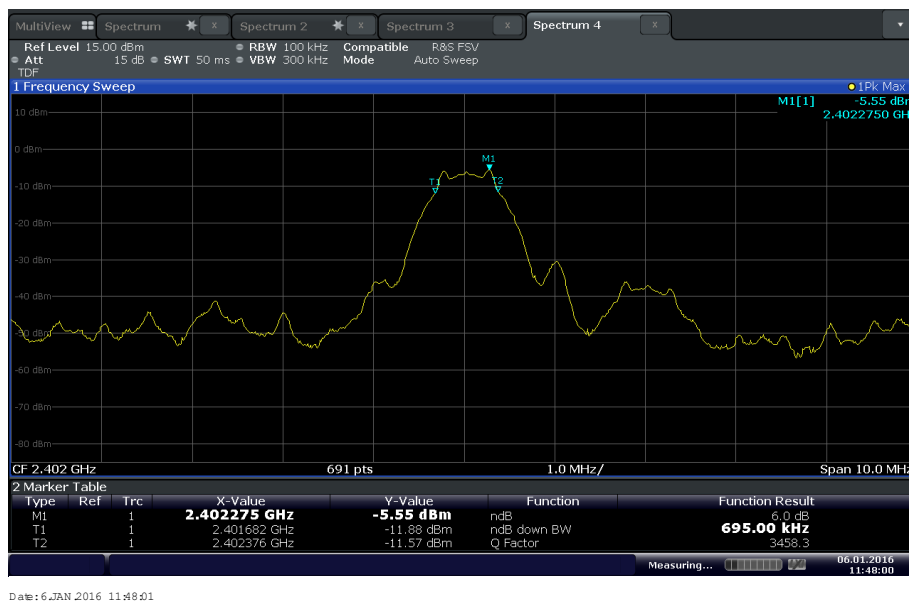 MultiView Spectrum x Spectrum 2 x Spectrum 3 x Spectrum 4 x
Ref Level 15.00 dBm RBW 100 kHz Compatible R&S FSV
Att 15 dB SWT 50 ms VBW 300 kHz Mode Auto Sweep
TDF
1 Frequency Sweep 1Pk Max
M1[1] -5.55 dBr
2.4022750 GH
10 dBm
0 dBm
M1
T1 T2
-10 dBm
-20 dBm
-30 dBm
-40 dBm
-50 dBm
-60 dBm
-70 dBm
-80 dBm
CF 2.402 GHz 691 pts 1.0 MHz/ Span 10.0 MHz
2 Marker Table
Type Ref Trc X-Value Y-Value Function Function Result
M1 1 2.402275 GHz -5.55 dBm ndB 6.0 dB
T1 1 2.401682 GHz -11.88 dBm ndB down BW 695.00 kHz
T2 1 2.402376 GHz -11.57 dBm Q Factor 3458.3
Measuring... 06.01.2016
11:48:00
Date: 6.JAN.2016 11:48:01